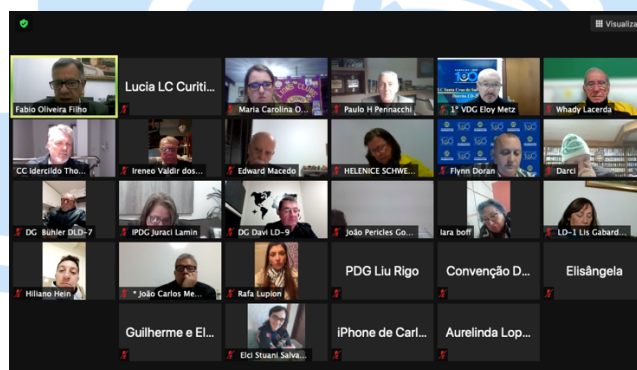 Visualiza
Fabio Oliveira Filho
Lucia LC Curiti...
Maria Carolina O...
Paulo H Pennacchi
1° VDG Eloy Metz
Whady Lacerda
CC Idercildo Tho...
Ireneo Valdir dos...
Edward Macedo
HELENICE SCHWE...
Flynn Doran
Darci
DG Bühler DLD-7
IPDG Juraci Lamin
DG Davi LD-9
João Pericles Go...
Iara boff
LD-1 Lis Gabard...
Hiliano Hein
* João Carlos Me...
Rafa Lupion
PDG Liu Rigo
Convenção D...
Elisângela
Guilherme e El...
Elci Stuani Salva...
iPhone de Carl...
Aurelinda Lop...